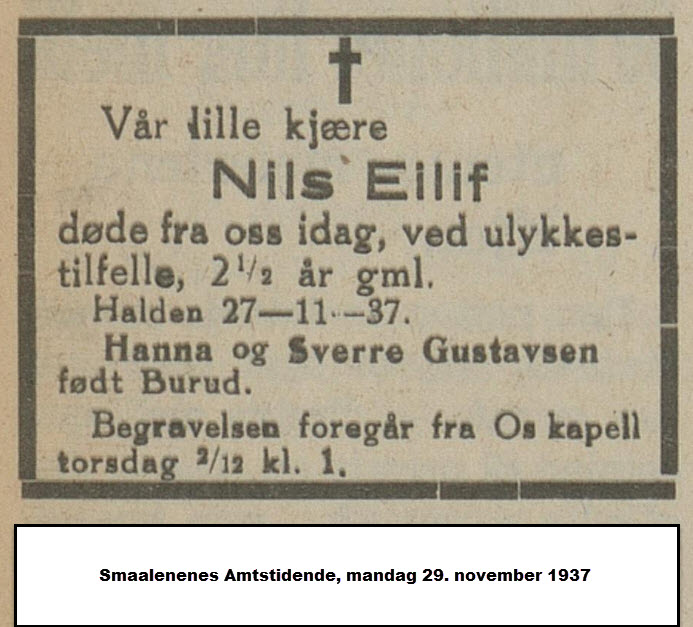 Vår lille kjære
Nils Eilif
døde fra oss idag, ved ulykkes-
tilfelle, 2 1/2 år gml.
Halden 27—11—37.
Hanna og Sverre Gustavsen
født Burud.
Begravelsen foregår fra Os kapell
torsdag 2/12 kl. 1.
Smaalenenes Amtstidende, mandag 29. november 1937